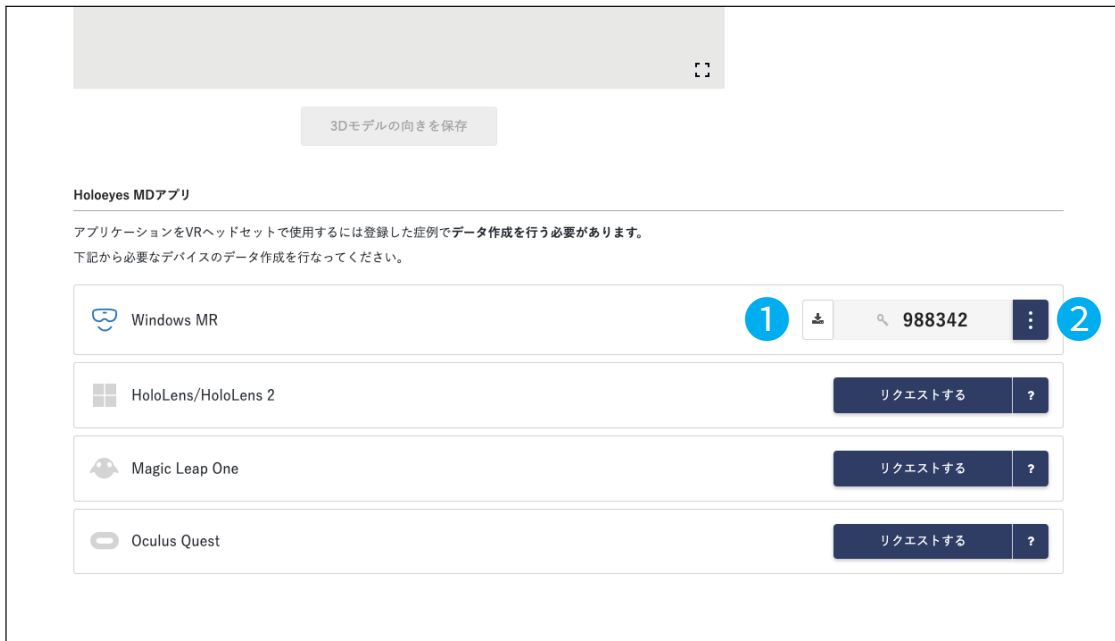 3Dモデルの向きを保存
Holoeyes MDアプリ
アプリケーションをVRヘッドセットで使用するには登録した症例でデータ作成を行う必要があります。
下記から必要なデバイスのデータ作成を行なってください。
Windows MR 1 988342 2
HoloLens/HoloLens 2 リクエストする ?
Magic Leap One リクエストする ?
Oculus Quest リクエストする ?